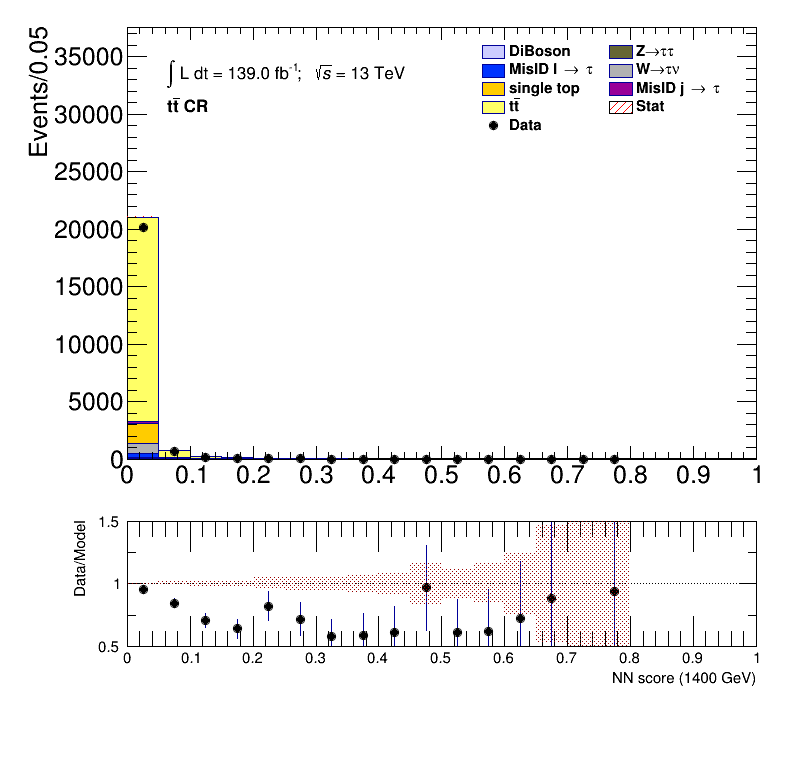 Events/0.05
35000
30000
25000
20000
15000
10000
5000
0
∫ L dt = 139.0 fb⁻¹; √s = 13 TeV
tt̄ CR
DiBoson
MisID l → τ
single top
tt̄
Data
Z→ττ
W→τν
MisID j → τ
Stat
0 0.1 0.2 0.3 0.4 0.5 0.6 0.7 0.8 0.9 1
Data/Model
1.5
1
0.5
0 0.1 0.2 0.3 0.4 0.5 0.6 0.7 0.8 0.9 1
NN score (1400 GeV)